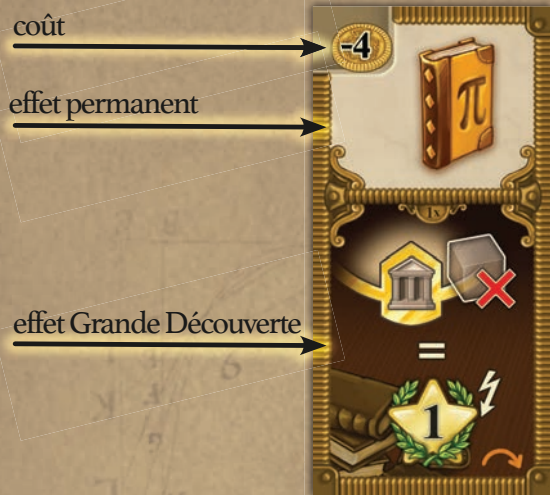 coût
-4
effet permanent
π
1x
effet Grande Découverte
=
1